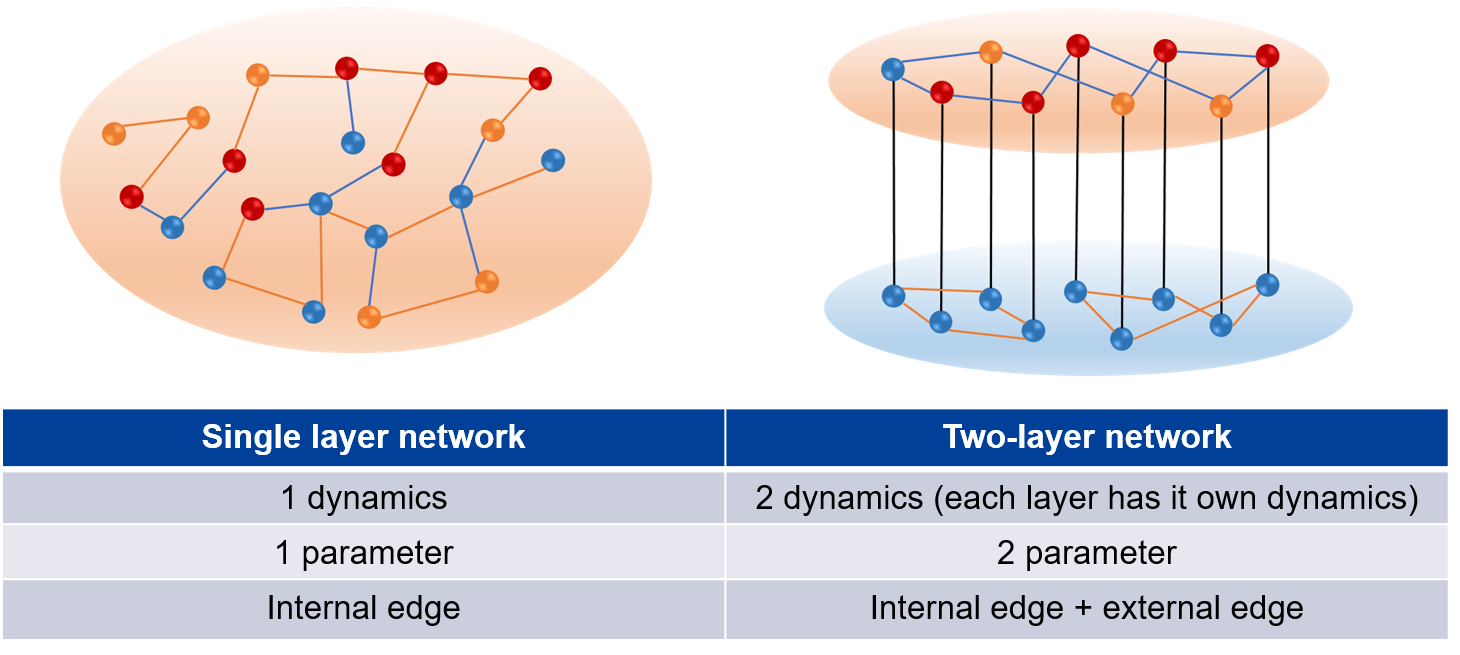 Single layer network
Two-layer network
1 dynamics
2 dynamics (each layer has it own dynamics)
1 parameter
2 parameter
Internal edge
Internal edge + external edge